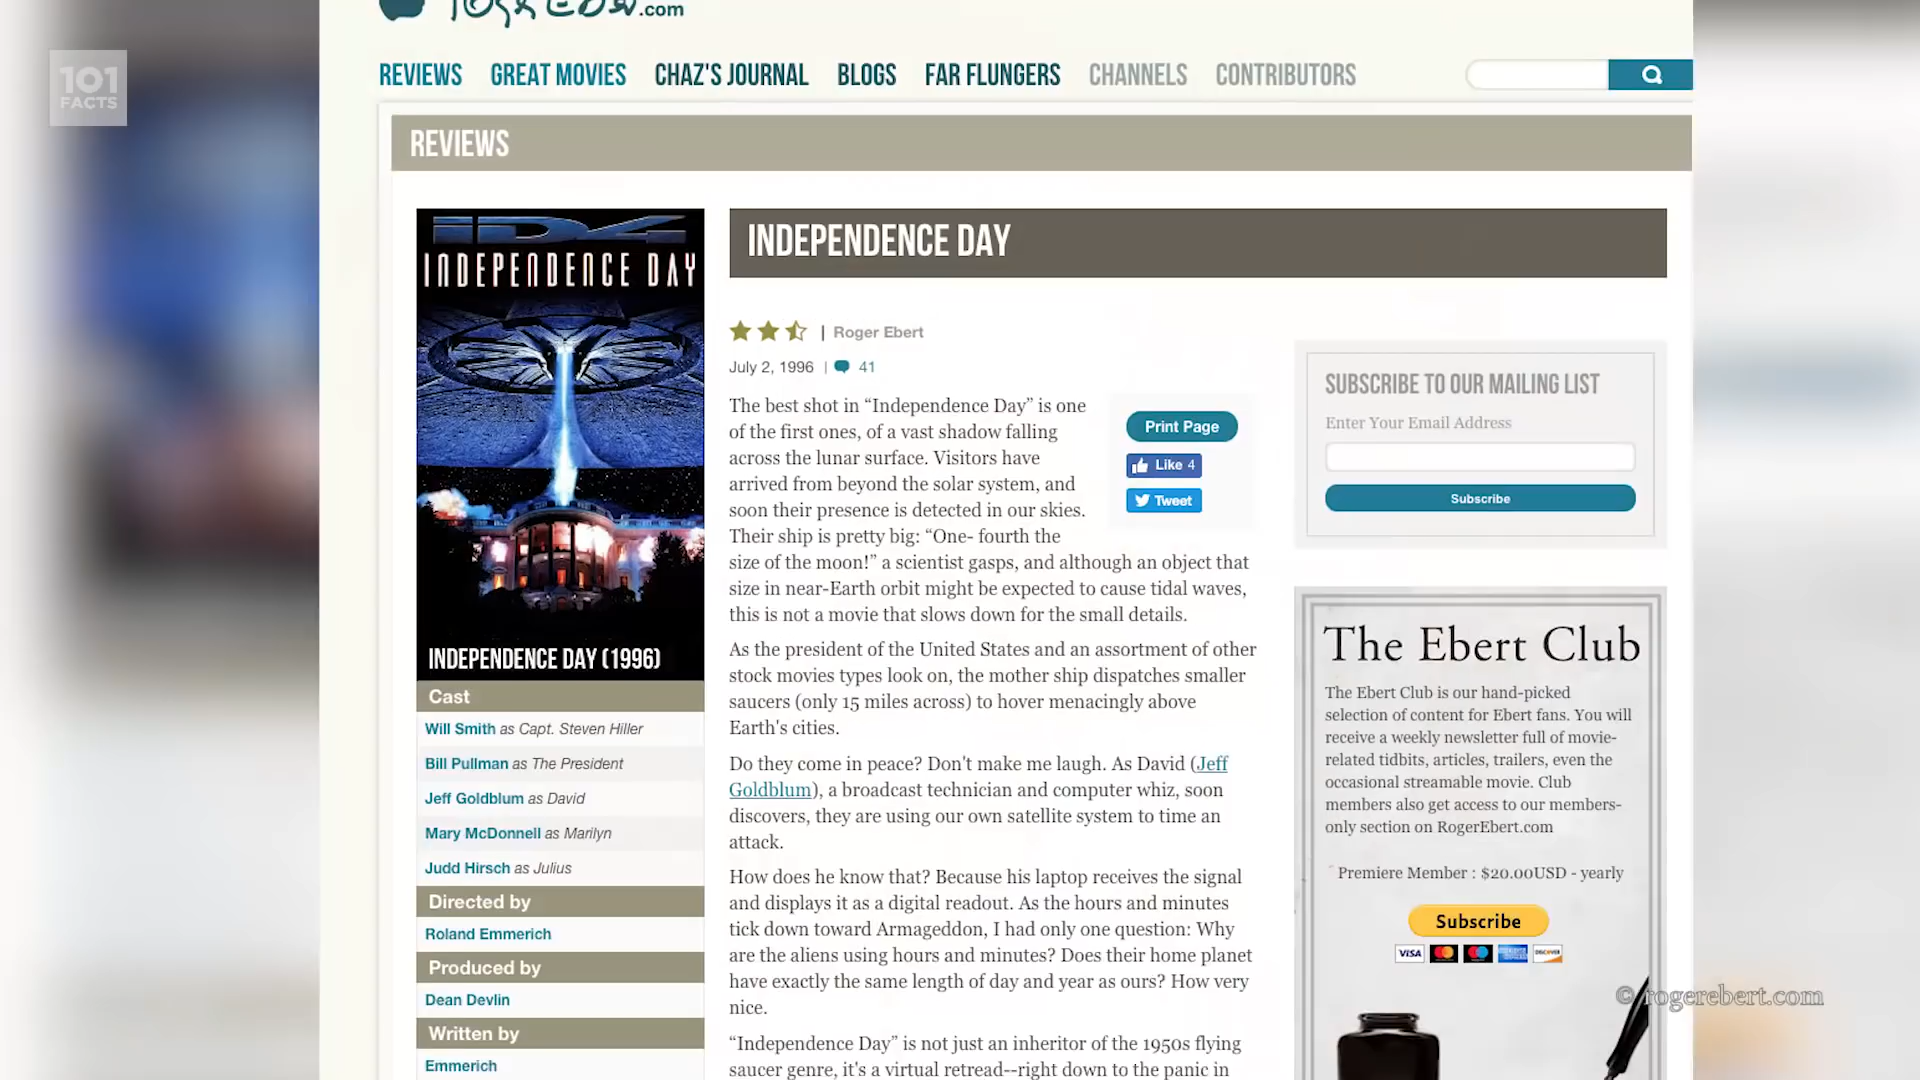 101
FACTS
.com
REVIEWS GREAT MOVIES CHAZ'S JOURNAL BLOGS FAR FLUNGERS CHANNELS CONTRIBUTORS
REVIEWS
ID4
INDEPENDENCE DAY
INDEPENDENCE DAY (1996)
Cast
Will Smith as Capt. Steven Hiller
Bill Pullman as The President
Jeff Goldblum as David
Mary McDonnell as Marilyn
Judd Hirsch as Julius
Directed by
Roland Emmerich
Produced by
Dean Devlin
Written by
Emmerich
INDEPENDENCE DAY
| Roger Ebert
July 2, 1996 | 41
The best shot in “Independence Day” is one
of the first ones, of a vast shadow falling
across the lunar surface. Visitors have
arrived from beyond the solar system, and
soon their presence is detected in our skies.
Their ship is pretty big: “One- fourth the
size of the moon!” a scientist gasps, and although an object that
size in near-Earth orbit might be expected to cause tidal waves,
this is not a movie that slows down for the small details.
As the president of the United States and an assortment of other
stock movies types look on, the mother ship dispatches smaller
saucers (only 15 miles across) to hover menacingly above
Earth's cities.
Do they come in peace? Don't make me laugh. As David (Jeff
Goldblum), a broadcast technician and computer whiz, soon
discovers, they are using our own satellite system to time an
attack.
How does he know that? Because his laptop receives the signal
and displays it as a digital readout. As the hours and minutes
tick down toward Armageddon, I had only one question: Why
are the aliens using hours and minutes? Does their home planet
have exactly the same length of day and year as ours? How very
nice.
“Independence Day” is not just an inheritor of the 1950s flying
saucer genre, it's a virtual retread--right down to the panic in
Print Page
Like 4
Tweet
SUBSCRIBE TO OUR MAILING LIST
Enter Your Email Address
Subscribe
The Ebert Club
The Ebert Club is our hand-picked
selection of content for Ebert fans. You will
receive a weekly newsletter full of movie-
related tidbits, articles, trailers, even the
occasional streamable movie. Club
members also get access to our members-
only section on RogerEbert.com
Premiere Member : $20.00USD - yearly
Subscribe
VISA
DISCOVER
© rogerebert.com